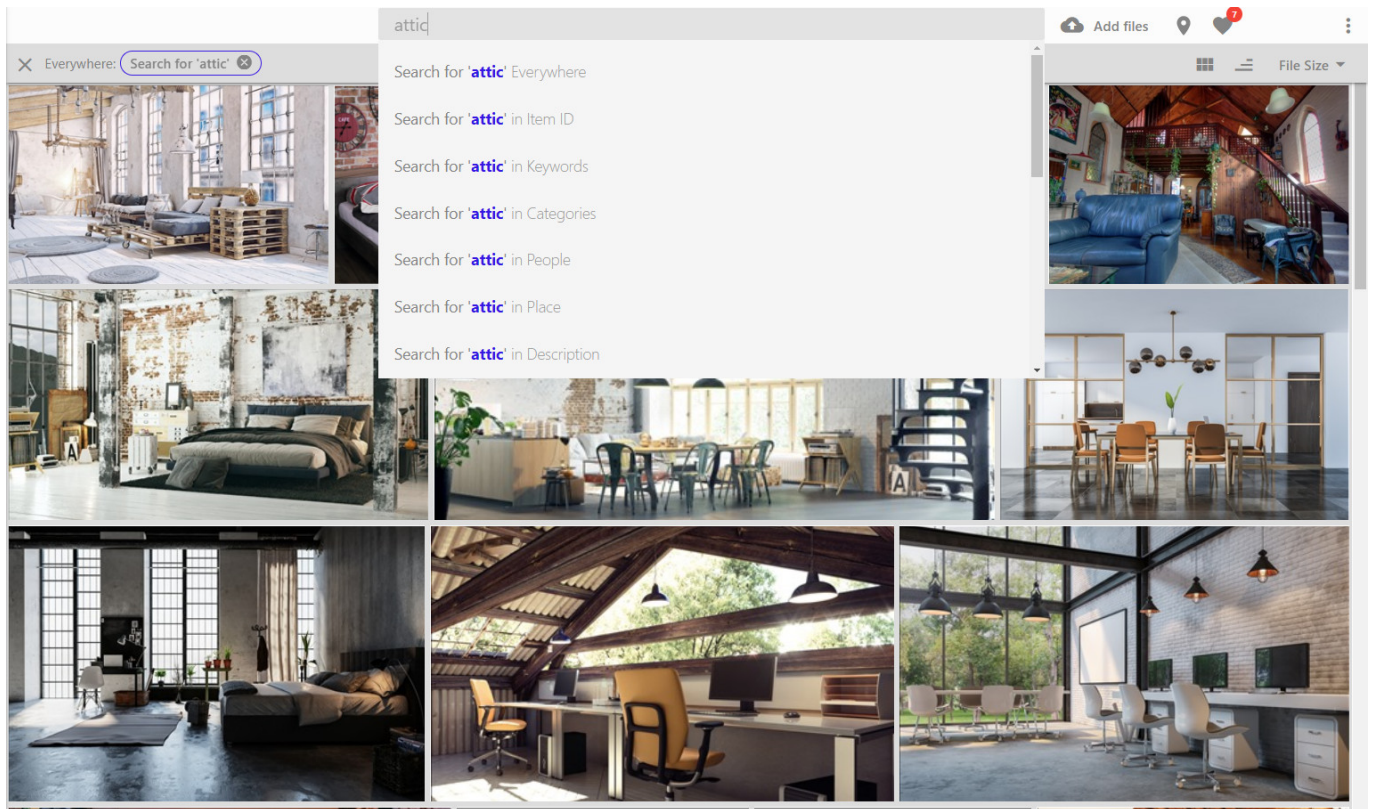 attic
Add files
7
Everywhere: Search for 'attic'
File Size
Search for 'attic' Everywhere
Search for 'attic' in Item ID
Search for 'attic' in Keywords
Search for 'attic' in Categories
Search for 'attic' in People
Search for 'attic' in Place
Search for 'attic' in Description
CAFE
A
A